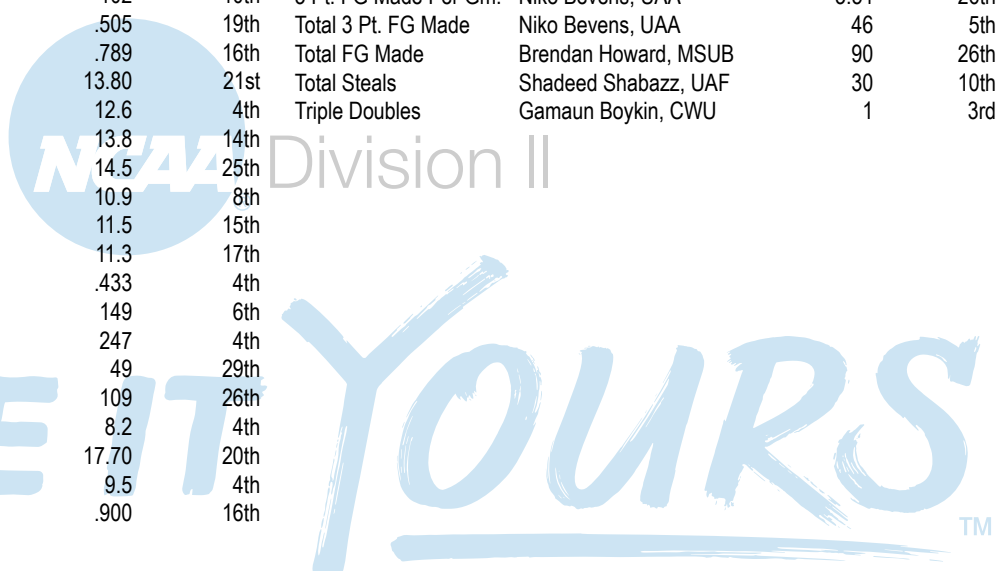 .505 19th Total 3 Pt. FG Made Niko Bevens, UAA 46 5th
.789 16th Total FG Made Brendan Howard, MSUB 90 26th
13.80 21st Total Steals Shadeed Shabazz, UAF 30 10th
12.6 4th Triple Doubles Gamaun Boykin, CWU 1 3rd
13.8 14th
NCAA Division II
14.5 25th
10.9 8th
11.5 15th
11.3 17th
.433 4th
149 6th
247 4th
49 29th
109 26th
E IT YOURS
8.2 4th
17.70 20th
9.5 4th
.900 16th
TM